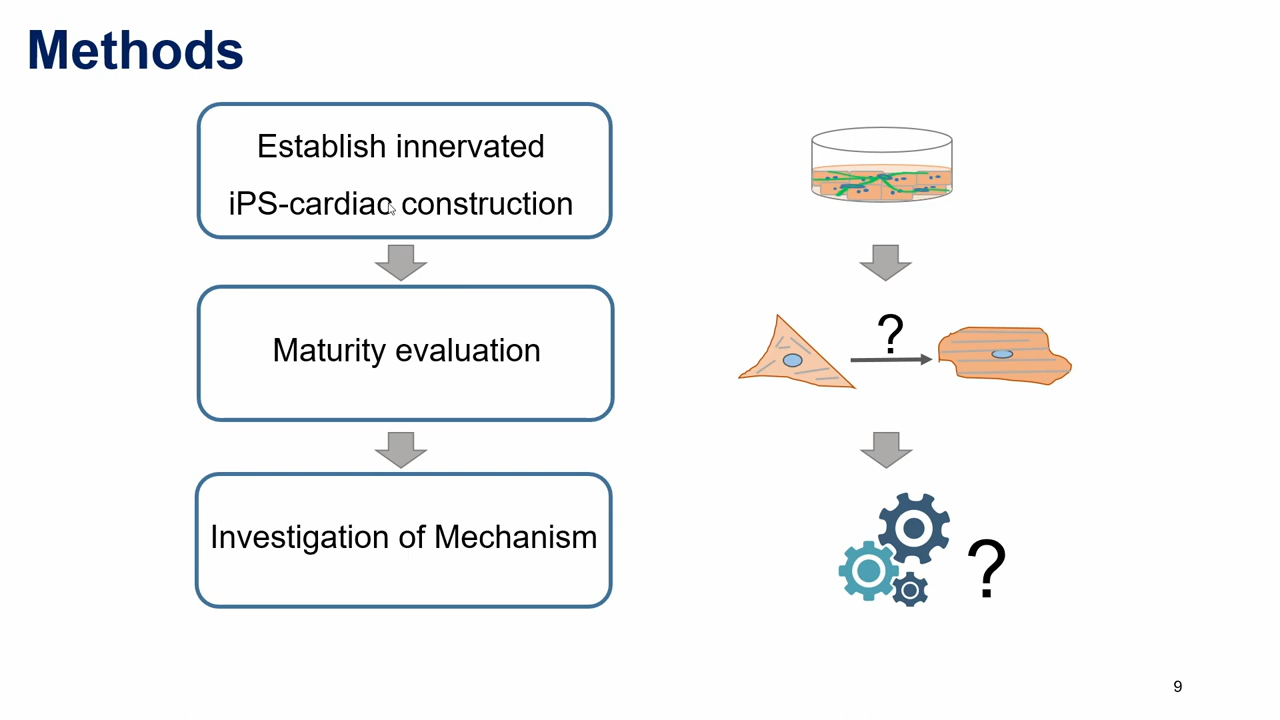 Methods
Establish innervated
iPS-cardiac construction
Maturity evaluation
?
Investigation of Mechanism
?
9